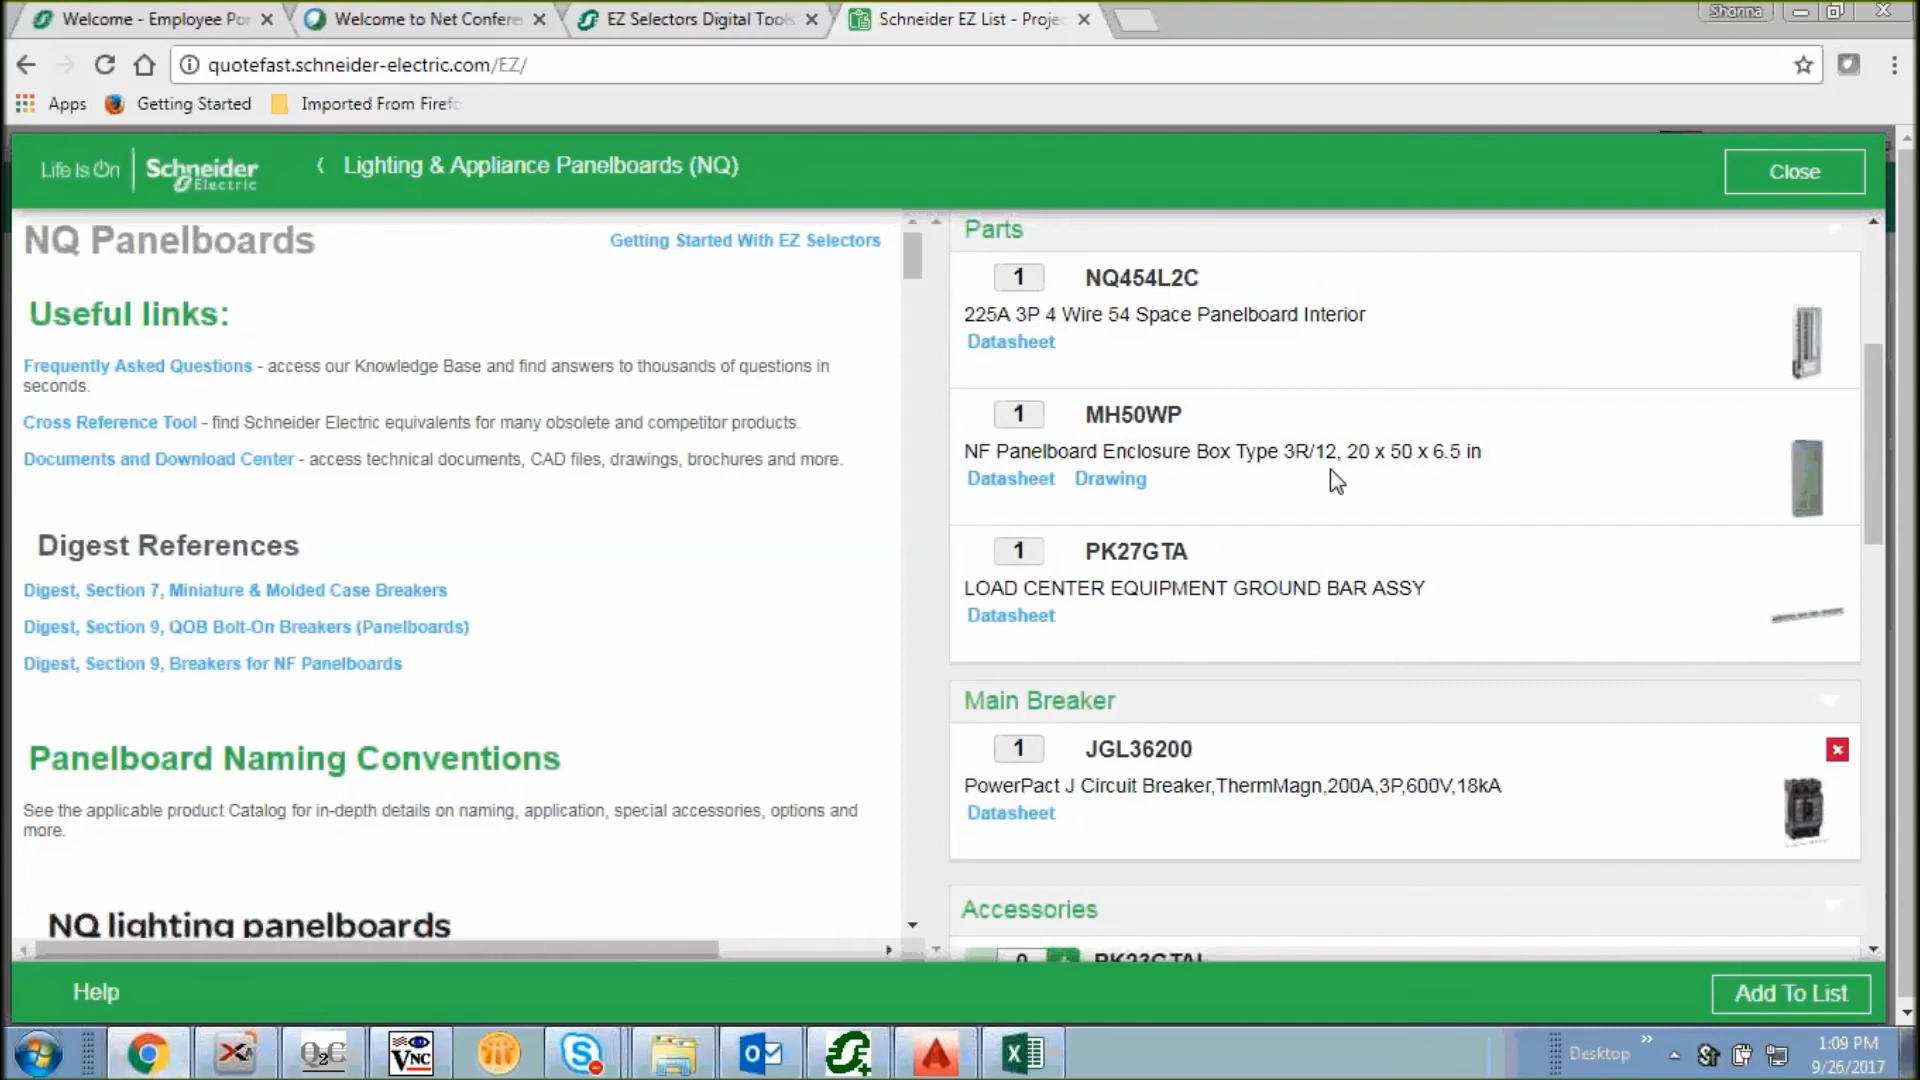 Welcome - Employee Por
Welcome to Net Conferen
EZ Selectors Digital Tools
Schneider EZ List - Projec
Shonna
quotefast.schneider-electric.com/EZ/
Apps
Getting Started
Imported From Firefo
Life Is On
Schneider
Electric
Lighting & Appliance Panelboards (NQ)
Close
NQ Panelboards
Getting Started With EZ Selectors
Useful links:
Frequently Asked Questions - access our Knowledge Base and find answers to thousands of questions in
seconds.
Cross Reference Tool - find Schneider Electric equivalents for many obsolete and competitor products.
Documents and Download Center - access technical documents, CAD files, drawings, brochures and more.
Digest References
Digest, Section 7, Miniature & Molded Case Breakers
Digest, Section 9, QOB Bolt-On Breakers (Panelboards)
Digest, Section 9, Breakers for NF Panelboards
Panelboard Naming Conventions
See the applicable product Catalog for in-depth details on naming, application, special accessories, options and
more.
NQ lighting panelboards
Parts
1 NQ454L2C
225A 3P 4 Wire 54 Space Panelboard Interior
Datasheet
1 MH50WP
NF Panelboard Enclosure Box Type 3R/12, 20 x 50 x 6.5 in
Datasheet Drawing
1 PK27GTA
LOAD CENTER EQUIPMENT GROUND BAR ASSY
Datasheet
Main Breaker
1 JGL36200
PowerPact J Circuit Breaker,ThermMagn,200A,3P,600V,18kA
Datasheet
Accessories
0 PK23GTAL
Help
Add To List
Q2C
VNC
Desktop
1:09 PM
9/26/2017